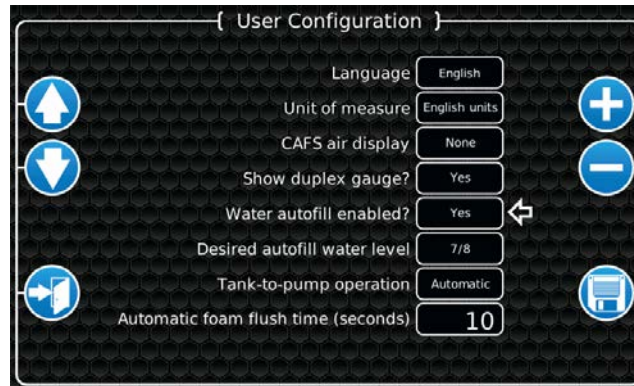 { User Configuration }
Language English
Unit of measure English units
CAFS air display None
Show duplex gauge? Yes
Water autofill enabled? Yes
Desired autofill water level 7/8
Tank-to-pump operation Automatic
Automatic foam flush time (seconds) 10